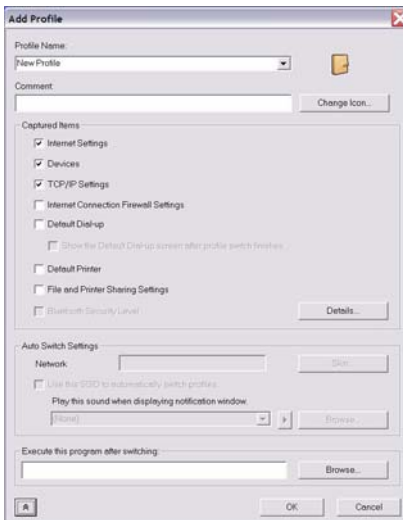 Add Profile
Profile Name:
New Profile
Comment:
Change Icon...
Captured Items
Internet Settings
Devices
TCP/IP Settings
Internet Connection Firewall Settings
Default Dial-up
Show the Default Dial-up screen after profile switch finishes
Default Printer
File and Printer Sharing Settings
Bluetooth Security Level
Details...
Auto Switch Settings
Network
Use this SSID to automatically switch profiles.
Play this sound when displaying notification window.
(None)
Browse...
Execute this program after switching:
Browse...
OK
Cancel